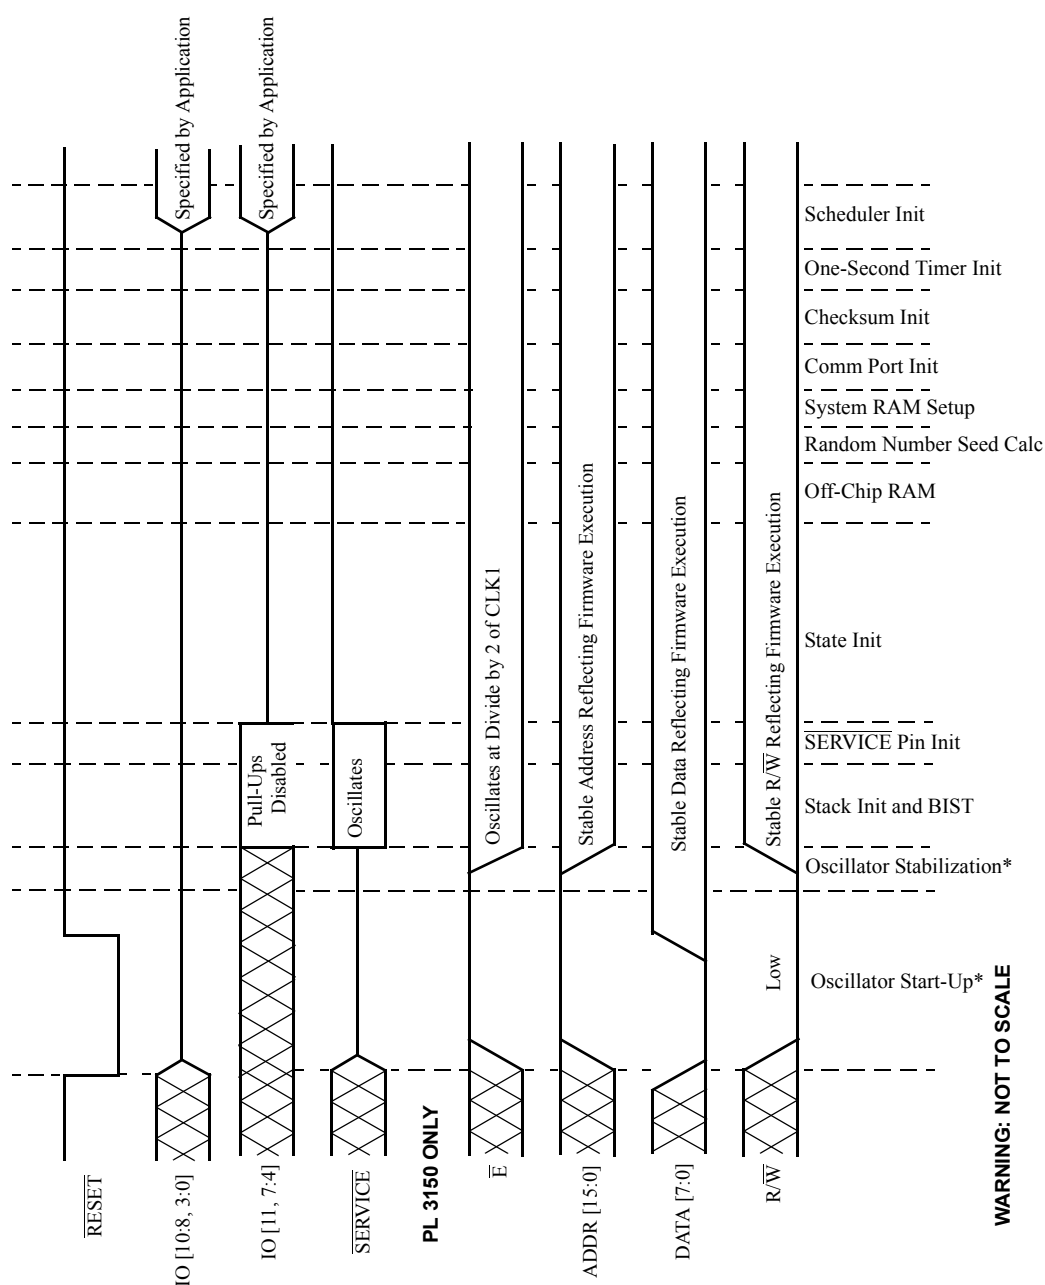 Specified by Application
Specified by Application
Scheduler Init
One-Second Timer Init
Checksum Init
Comm Port Init
System RAM Setup
Random Number Seed Calc
Off-Chip RAM
State Init
SERVICE Pin Init
Stack Init and BIST
Oscillator Stabilization*
Oscillator Start-Up*
Pull-Ups
Disabled
Oscillates
Oscillates at Divide by 2 of CLK1
Stable Address Reflecting Firmware Execution
Stable Data Reflecting Firmware Execution
Stable R/W Reflecting Firmware Execution
Low
RESET
IO [10:8, 3:0]
IO [11, 7:4]
SERVICE
PL 3150 ONLY
E
ADDR [15:0]
DATA [7:0]
R/W
WARNING: NOT TO SCALE